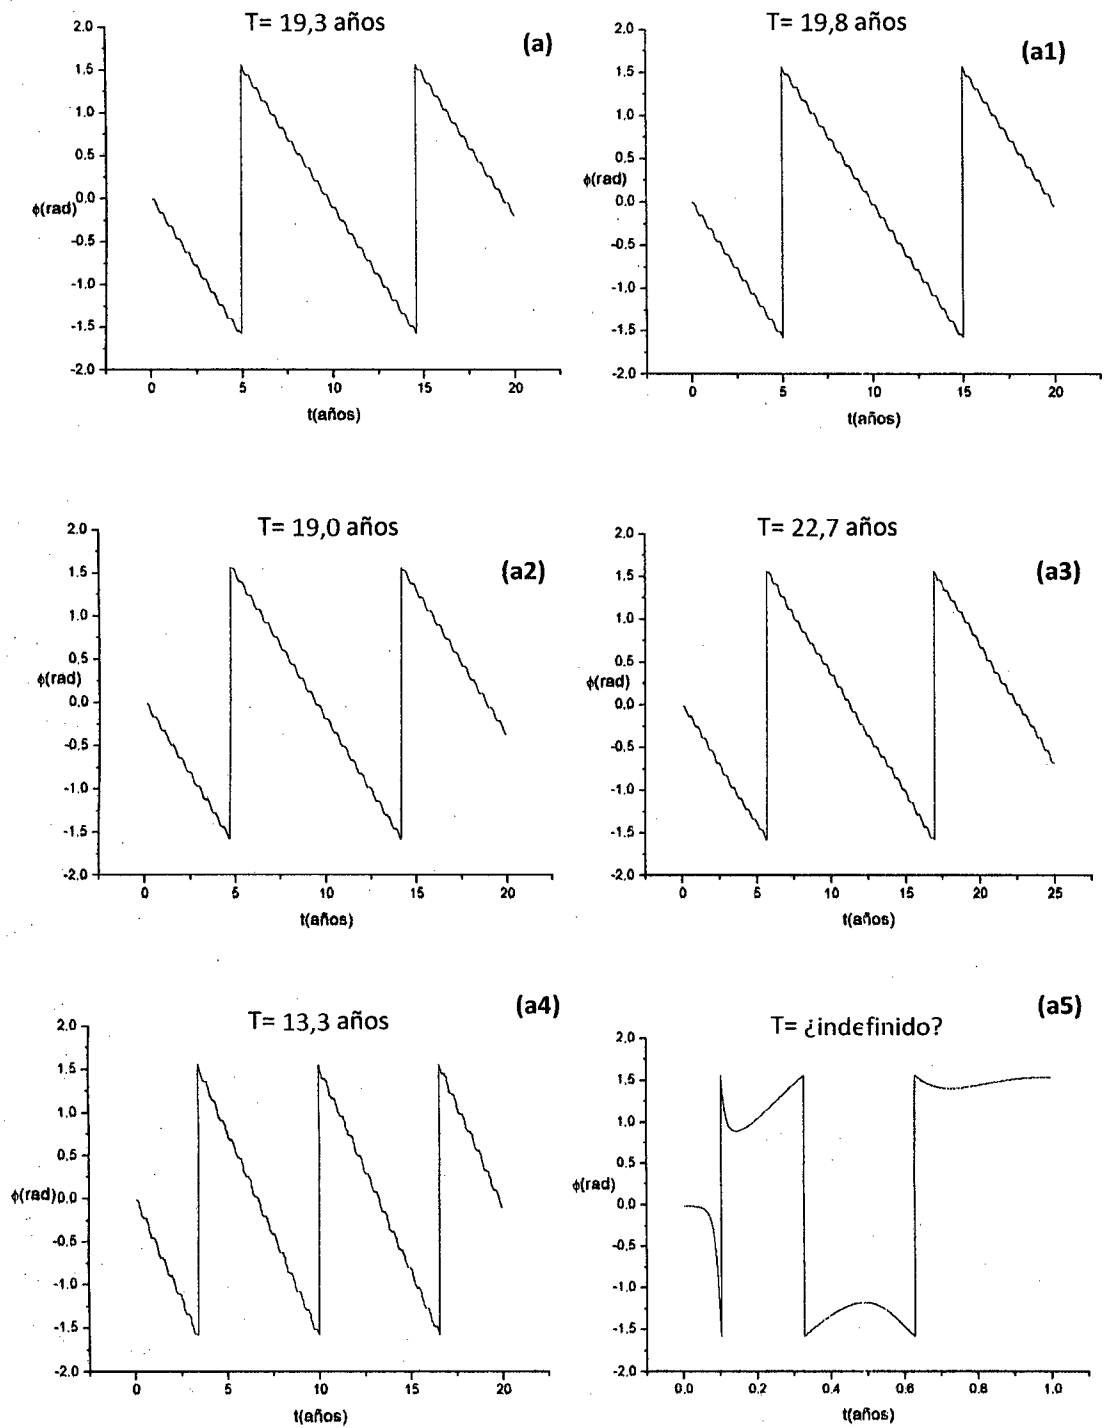 T= 19,3 años
(a)
2.0
1.5
1.0
0.5
0.0
ϕ(rad)
-0.5
-1.0
-1.5
-2.0
0 5 10 15 20
t(años)
T= 19,8 años
(a1)
2.0
1.5
1.0
0.5
ϕ(rad)
0.0
-0.5
-1.0
-1.5
-2.0
0 5 10 15 20
t(años)
T= 19,0 años
(a2)
2.0
1.5
1.0
0.5
ϕ(rad)
0.0
-0.5
-1.0
-1.5
-2.0
0 5 10 15 20
t(años)
T= 22,7 años
(a3)
2.0
1.5
1.0
0.5
ϕ(rad)
0.0
-0.5
-1.0
-1.5
-2.0
0 5 10 15 20 25
t(años)
(a4)
T= 13,3 años
2.0
1.5
1.0
0.5
ϕ(rad) 0.0
-0.5
-1.0
-1.5
-2.0
0 5 10 15 20
t(años)
(a5)
T= ¿indefinido?
2.0
1.5
1.0
0.5
ϕ(rad)
0.0
-0.5
-1.0
-1.5
-2.0
0.0 0.2 0.4 0.6 0.8 1.0
t(años)